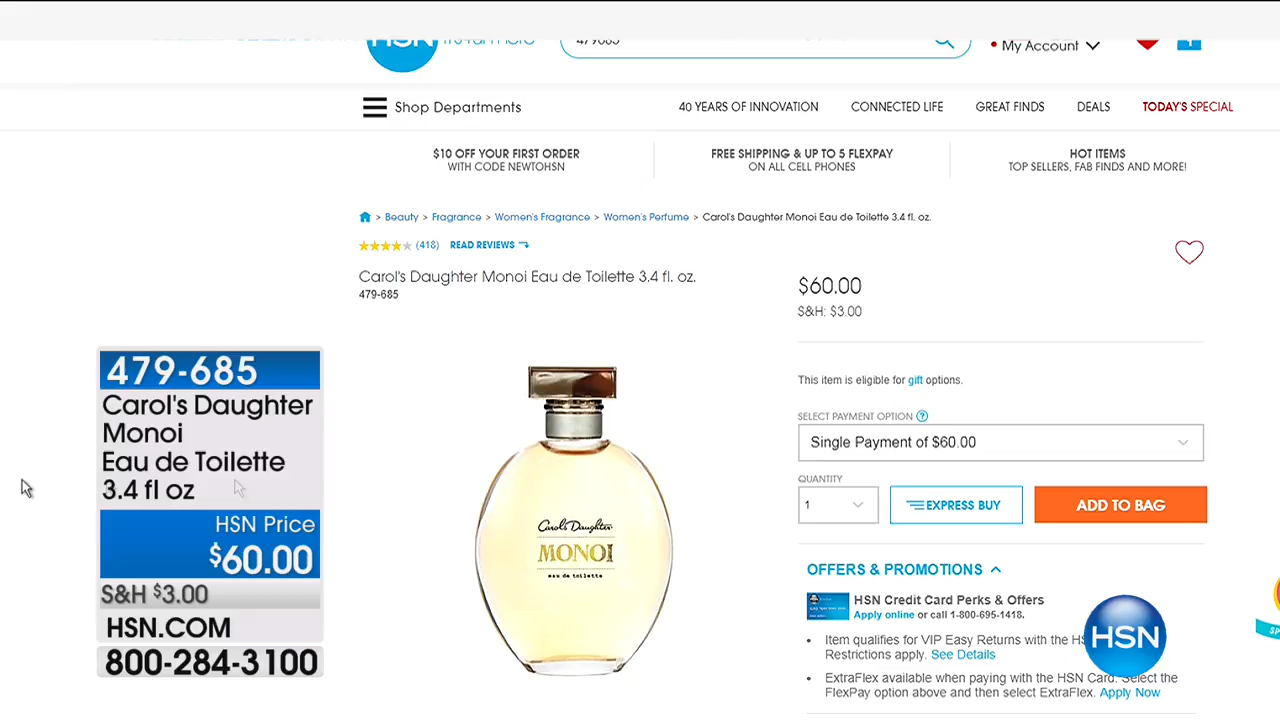 HSN
479685
My Account
Shop Departments
40 YEARS OF INNOVATION
CONNECTED LIFE
GREAT FINDS
DEALS
TODAY'S SPECIAL
$10 OFF YOUR FIRST ORDER
WITH CODE NEWTOHSN
FREE SHIPPING & UP TO 5 FLEXPAY
ON ALL CELL PHONES
HOT ITEMS
TOP SELLERS, FAB FINDS AND MORE!
> Beauty > Fragrance > Women's Fragrance > Women's Perfume > Carol's Daughter Monoi Eau de Toilette 3.4 fl. oz.
(418) READ REVIEWS
Carol's Daughter Monoi Eau de Toilette 3.4 fl. oz.
479-685
$60.00
S&H: $3.00
This item is eligible for gift options.
SELECT PAYMENT OPTION ?
Single Payment of $60.00
QUANTITY
1
EXPRESS BUY
ADD TO BAG
OFFERS & PROMOTIONS
HSN Credit Card Perks & Offers
Apply online or call 1-800-695-1418.
• Item qualifies for VIP Easy Returns with the HS
Restrictions apply. See Details
• ExtraFlex available when paying with the HSN Card. Select the
FlexPay option above and then select ExtraFlex. Apply Now
HSN
Carol's Daughter
MONOI
eau de toilette
479-685
Carol's Daughter
Monoi
Eau de Toilette
3.4 fl oz
HSN Price
$60.00
S&H $3.00
HSN.COM
800-284-3100